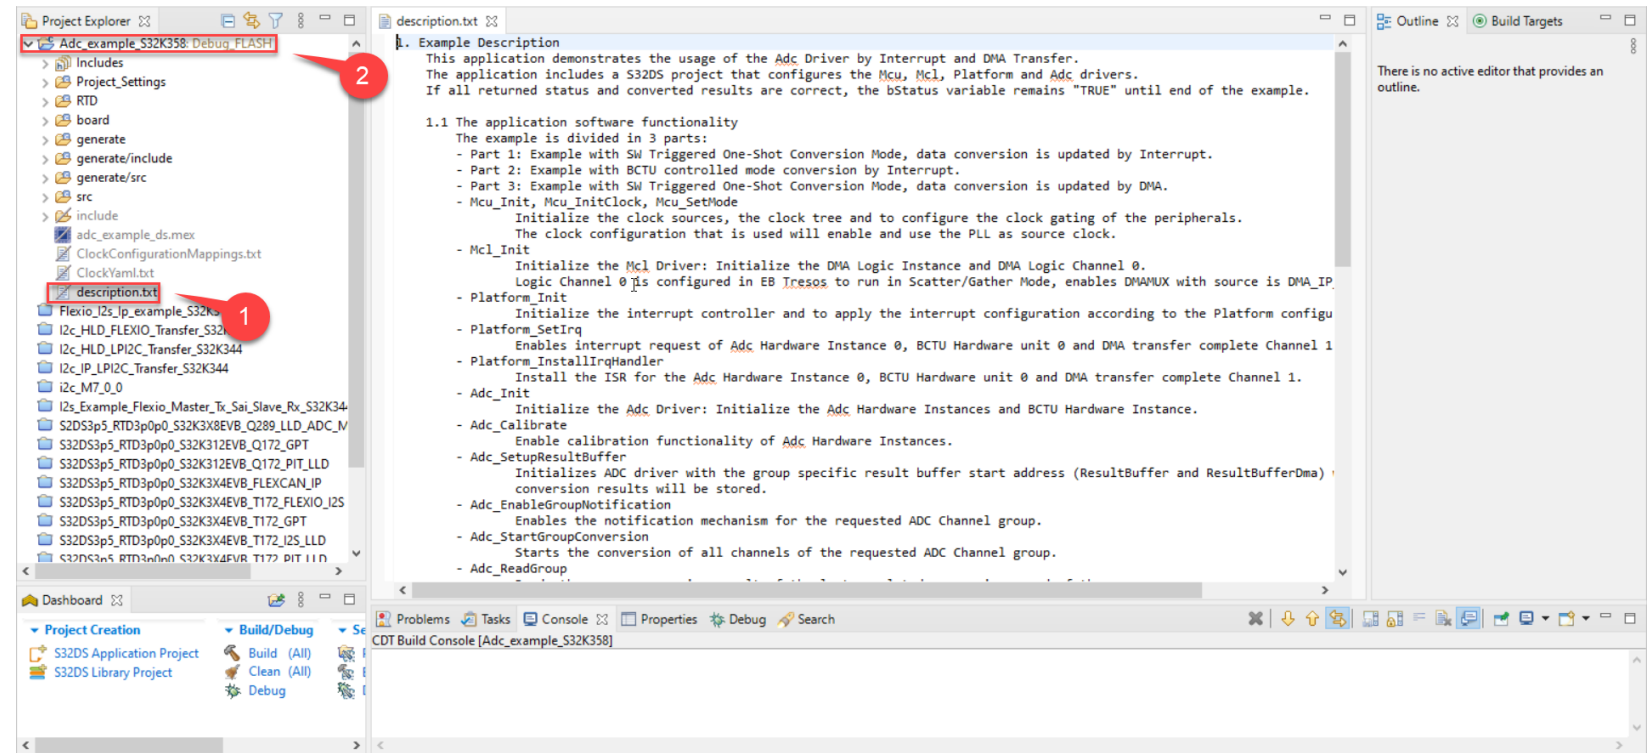 Project Explorer
Adc_example_S32K358: Debug_FLASH
Includes
Project_Settings
RTD
board
generate
generate/include
generate/src
src
include
adc_example_ds.mex
ClockConfigurationMappings.txt
ClockYaml.txt
description.txt
Flexio_I2s_Ip_example_S32K
I2c_HLD_FLEXIO_Transfer_S32
I2c_HLD_LPI2C_Transfer_S32K344
I2c_IP_LPI2C_Transfer_S32K344
i2c_M7_0_0
I2s_Example_Flexio_Master_Tx_Sai_Slave_Rx_S32K34
S2DS3p5_RTD3p0p0_S32K3X8EVB_Q289_LLD_ADC_M
S32DS3p5_RTD3p0p0_S32K312EVB_Q172_GPT
S32DS3p5_RTD3p0p0_S32K312EVB_Q172_PIT_LLD
S32DS3p5_RTD3p0p0_S32K3X4EVB_FLEXCAN_IP
S32DS3p5_RTD3p0p0_S32K3X4EVB_T172_FLEXIO_I2S
S32DS3p5_RTD3p0p0_S32K3X4EVB_T172_GPT
S32DS3p5_RTD3p0p0_S32K3X4EVB_T172_I2S_LLD
S32DS3p5_RTD3p0p0_S32K3X4EVB_T172_PIT_LLD
2
1
description.txt
1. Example Description
This application demonstrates the usage of the Adc Driver by Interrupt and DMA Transfer.
The application includes a S32DS project that configures the Mcu, Mcl, Platform and Adc drivers.
If all returned status and converted results are correct, the bStatus variable remains "TRUE" until end of the example.
1.1 The application software functionality
The example is divided in 3 parts:
- Part 1: Example with SW Triggered One-Shot Conversion Mode, data conversion is updated by Interrupt.
- Part 2: Example with BCTU controlled mode conversion by Interrupt.
- Part 3: Example with SW Triggered One-Shot Conversion Mode, data conversion is updated by DMA.
- Mcu_Init, Mcu_InitClock, Mcu_SetMode
Initialize the clock sources, the clock tree and to configure the clock gating of the peripherals.
The clock configuration that is used will enable and use the PLL as source clock.
- Mcl_Init
Initialize the Mcl Driver: Initialize the DMA Logic Instance and DMA Logic Channel 0.
Logic Channel 0 is configured in EB Tresos to run in Scatter/Gather Mode, enables DMAMUX with source is DMA_IP
- Platform_Init
Initialize the interrupt controller and to apply the interrupt configuration according to the Platform configu
- Platform_SetIrq
Enables interrupt request of Adc Hardware Instance 0, BCTU Hardware unit 0 and DMA transfer complete Channel 1
- Platform_InstallIrqHandler
Install the ISR for the Adc Hardware Instance 0, BCTU Hardware unit 0 and DMA transfer complete Channel 1.
- Adc_Init
Initialize the Adc Driver: Initialize the Adc Hardware Instances and BCTU Hardware Instance.
- Adc_Calibrate
Enable calibration functionality of Adc Hardware Instances.
- Adc_SetupResultBuffer
Initializes ADC driver with the group specific result buffer start address (ResultBuffer and ResultBufferDma)
conversion results will be stored.
- Adc_EnableGroupNotification
Enables the notification mechanism for the requested ADC Channel group.
- Adc_StartGroupConversion
Starts the conversion of all channels of the requested ADC Channel group.
- Adc_ReadGroup
Outline
Build Targets
There is no active editor that provides an
outline.
Dashboard
Project Creation
S32DS Application Project
S32DS Library Project
Build/Debug
Build (All)
Clean (All)
Debug
Se
Problems Tasks Console Properties Debug Search
CDT Build Console [Adc_example_S32K358]